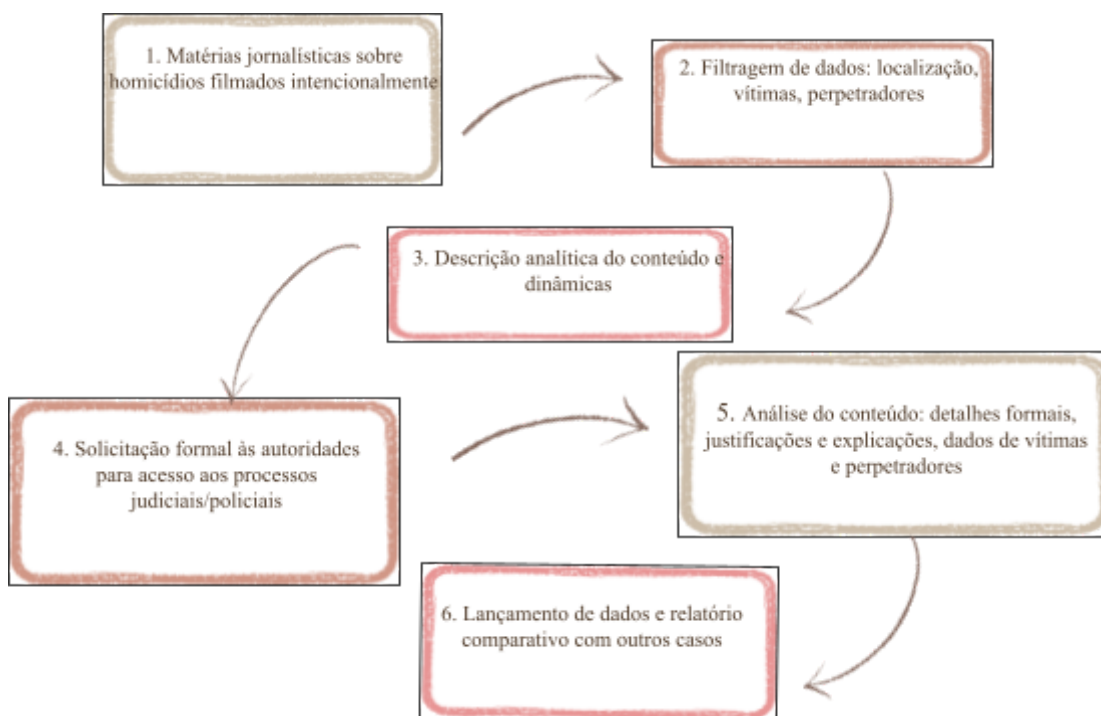 1. Matérias jornalísticas sobre
homicídios filmados intencionalmente
2. Filtragem de dados: localização,
vítimas, perpetradores
3. Descrição analítica do conteúdo e
dinâmicas
4. Solicitação formal às autoridades
para acesso aos processos
judiciais/policiais
5. Análise do conteúdo: detalhes formais,
justificações e explicações, dados de vítimas
e perpetradores
6. Lançamento de dados e relatório
comparativo com outros casos